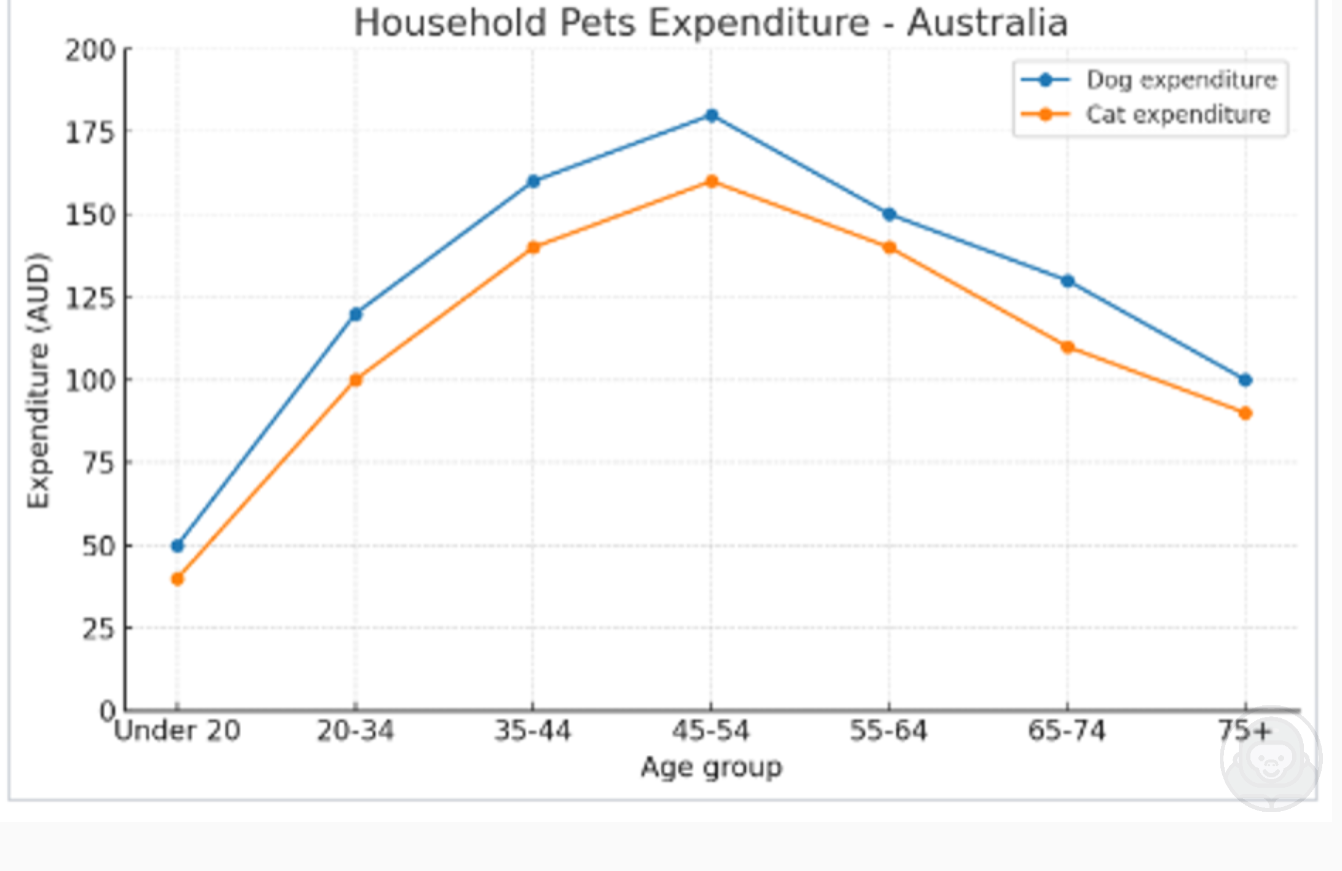 Household Pets Expenditure - Australia
Dog expenditure
Cat expenditure
Expenditure (AUD)
200
175
150
125
100
75
50
25
0
Under 20 20-34 35-44 45-54 55-64 65-74 75+
Age group